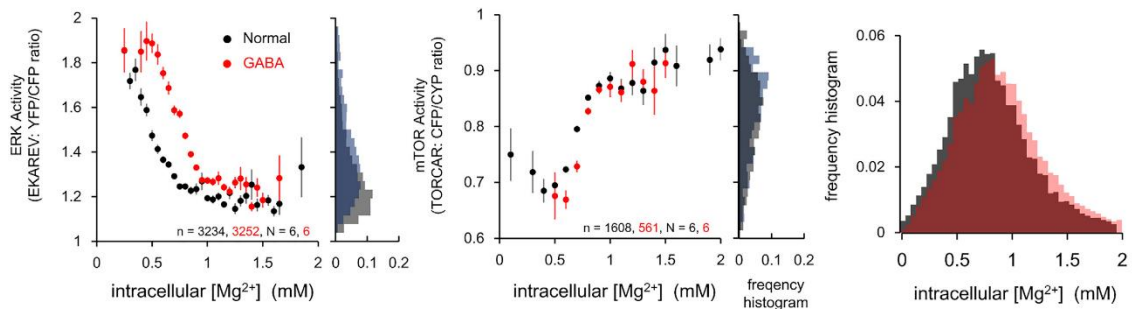 2
1.8
1.6
1.4
1.2
1
ERK Activity
(EKAREV: YFP/CFP ratio)
Normal
GABA
n = 3234, 3252, N = 6, 6
0 0.5 1 1.5 2
intracellular [Mg²⁺] (mM)
0 0.1 0.2
1
0.9
0.8
0.7
0.6
mTOR Activity
(TORCAR: CFP/CYP ratio)
n = 1608, 561, N = 6, 6
0 0.5 1 1.5 2
intracellular [Mg²⁺] (mM)
0 0.1 0.2
freqency
histogram
0.06
0.04
0.02
0
frequency histogram
0 0.5 1 1.5 2
intracellular [Mg²⁺] (mM)